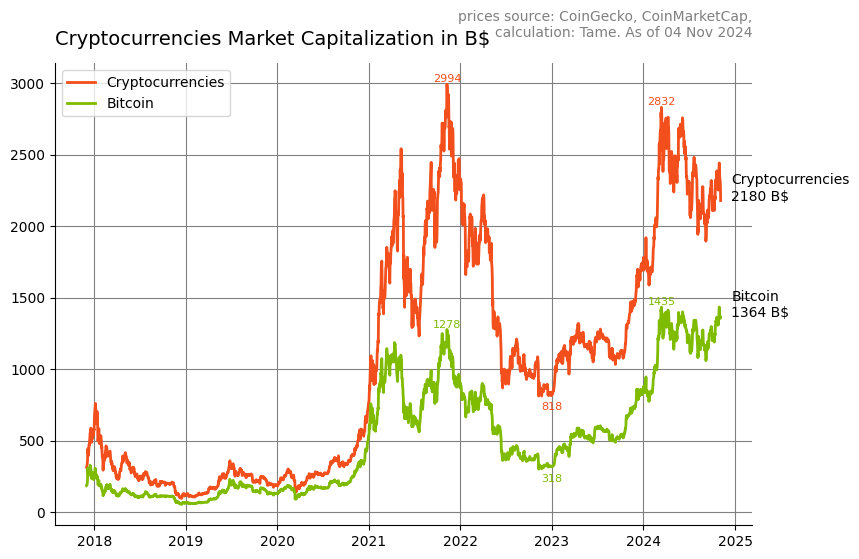 prices source: CoinGecko, CoinMarketCap,
calculation: Tame. As of 04 Nov 2024
Cryptocurrencies Market Capitalization in B$
Cryptocurrencies
Bitcoin
3000
2500
2000
1500
1000
500
0
2994
2832
1278
1435
818
318
Cryptocurrencies
2180 B$
Bitcoin
1364 B$
2018
2019
2020
2021
2022
2023
2024
2025